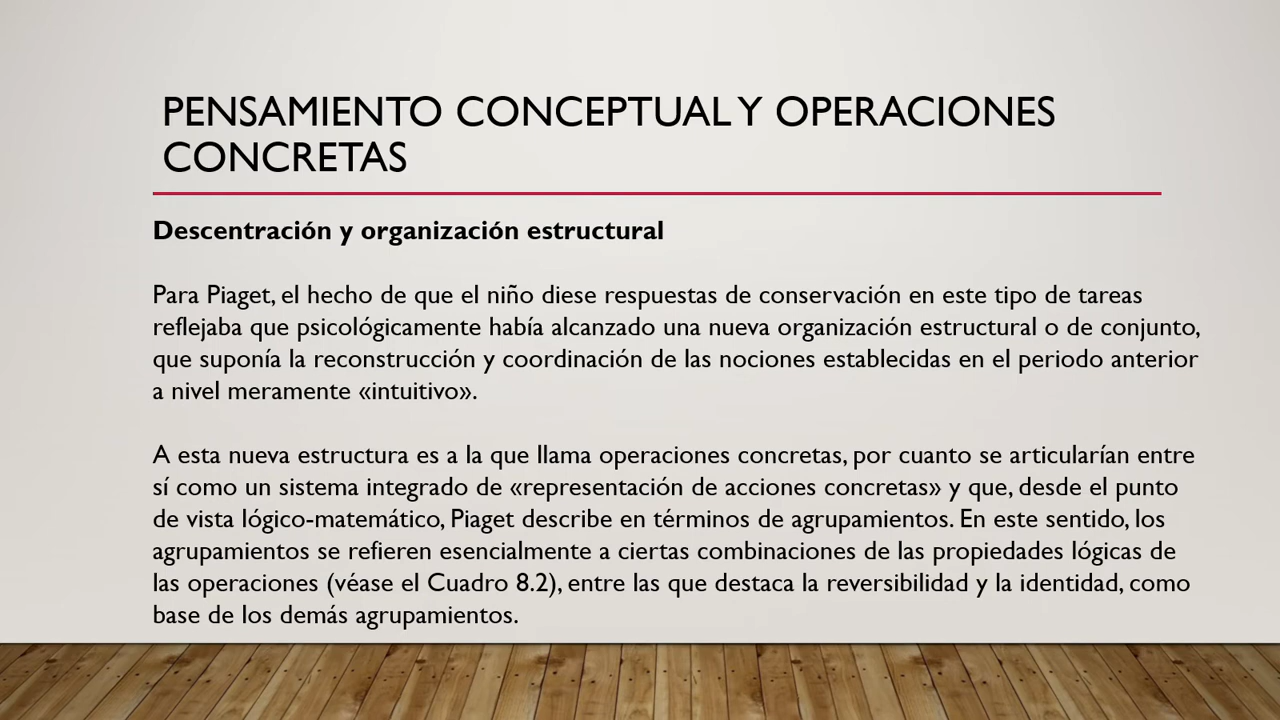 PENSAMIENTO CONCEPTUAL Y OPERACIONES
CONCRETAS
Descentración y organización estructural
Para Piaget, el hecho de que el niño diese respuestas de conservación en este tipo de tareas
reflejaba que psicológicamente había alcanzado una nueva organización estructural o de conjunto,
que suponía la reconstrucción y coordinación de las nociones establecidas en el periodo anterior
a nivel meramente «intuitivo».
A esta nueva estructura es a la que llama operaciones concretas, por cuanto se articularían entre
sí como un sistema integrado de «representación de acciones concretas» y que, desde el punto
de vista lógico-matemático, Piaget describe en términos de agrupamientos. En este sentido, los
agrupamientos se refieren esencialmente a ciertas combinaciones de las propiedades lógicas de
las operaciones (véase el Cuadro 8.2), entre las que destaca la reversibilidad y la identidad, como
base de los demás agrupamientos.